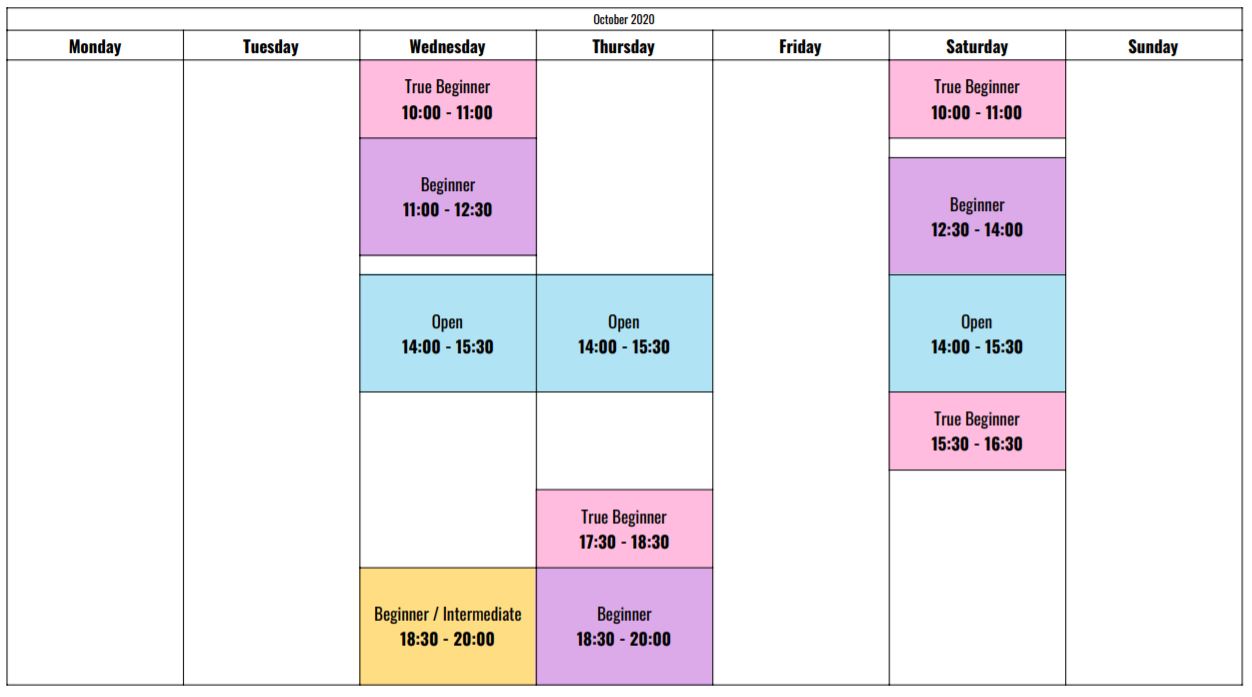 October 2020
Monday
Tuesday
Wednesday
Thursday
Friday
Saturday
Sunday
True Beginner
10:00 - 11:00
Beginner
11:00 - 12:30
Open
14:00 - 15:30
Beginner / Intermediate
18:30 - 20:00
Open
14:00 - 15:30
True Beginner
17:30 - 18:30
Beginner
18:30 - 20:00
True Beginner
10:00 - 11:00
Beginner
12:30 - 14:00
Open
14:00 - 15:30
True Beginner
15:30 - 16:30